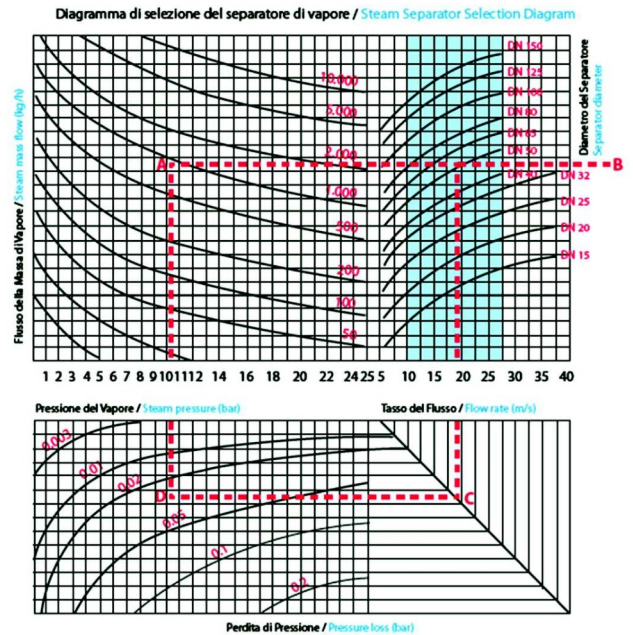 Diagramma di selezione del separatore di vapore / Steam Separator Selection Diagram
Flusso della Massa di Vapore / Steam mass flow (kg/h)
10.000
5.000
2.000
1.000
500
200
100
50
DN 150
DN 125
DN 100
DN 80
DN 65
DN 50
DN 40
DN 32
DN 25
DN 20
DN 15
Diametro del Separatore
Separator diameter
A
B
1 2 3 4 5 6 7 8 9 10 11 12 14 16 18 20 22 24 25 5 10 15 20 25 30 35 40
Pressione del Vapore / Steam pressure (bar)
Tasso del Flusso / Flow rate (m/s)
0.003
0.01
0.02
0.05
0.1
0.2
D
C
Perdita di Pressione / Pressure loss (bar)